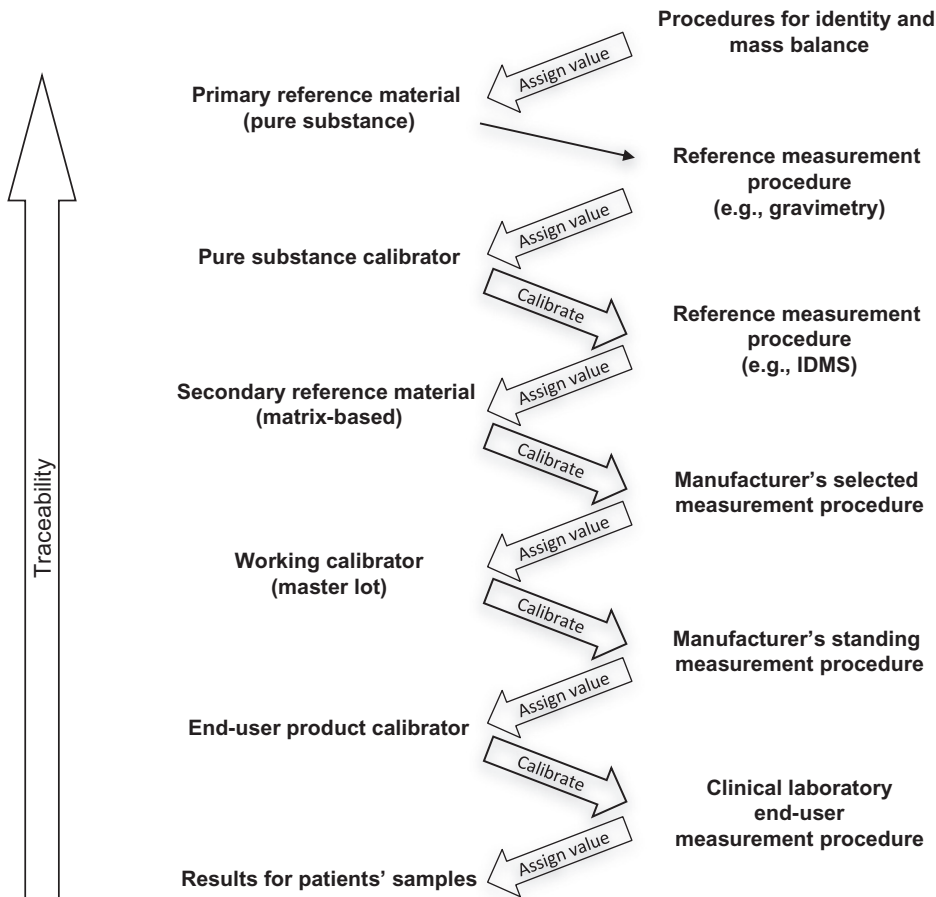 Procedures for identity and
mass balance
Assign value
Primary reference material
(pure substance)
Reference measurement
procedure
(e.g., gravimetry)
Assign value
Pure substance calibrator
Calibrate
Reference measurement
procedure
(e.g., IDMS)
Assign value
Secondary reference material
(matrix-based)
Calibrate
Manufacturer’s selected
measurement procedure
Assign value
Working calibrator
(master lot)
Calibrate
Manufacturer’s standing
measurement procedure
Assign value
End-user product calibrator
Calibrate
Clinical laboratory
end-user
measurement procedure
Assign value
Results for patients’ samples
Traceability